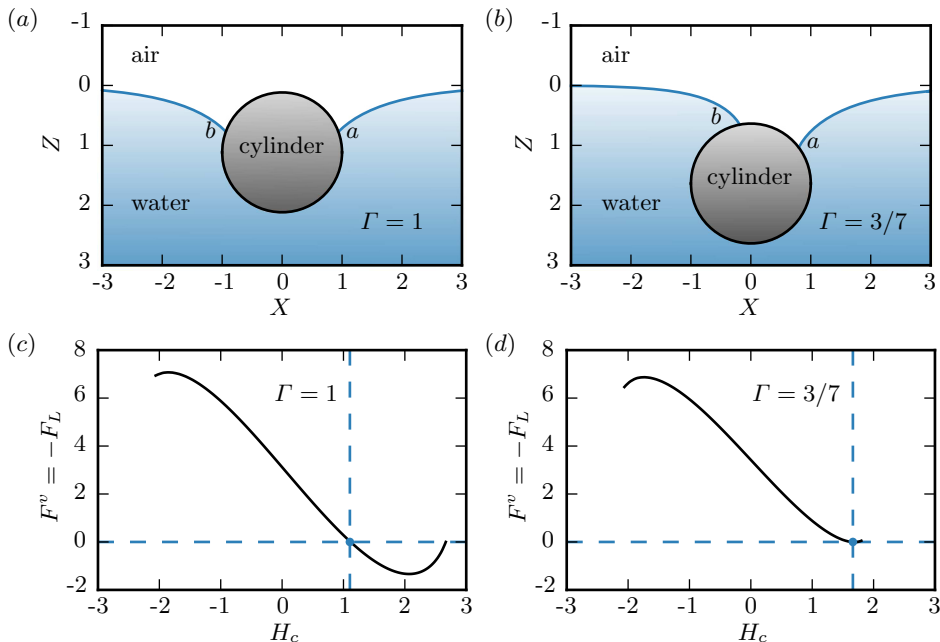 (a)
-1
0
1
2
3
Z
air
b
a
cylinder
water
Γ = 1
-3 -2 -1 0 1 2 3
X
(b)
-1
0
1
2
3
Z
air
b
a
cylinder
water
Γ = 3/7
-3 -2 -1 0 1 2 3
X
(c)
8
6
4
2
0
-2
F^v = −F_L
Γ = 1
-3 -2 -1 0 1 2 3
H_c
(d)
8
6
4
2
0
-2
F^v = −F_L
Γ = 3/7
-3 -2 -1 0 1 2 3
H_c